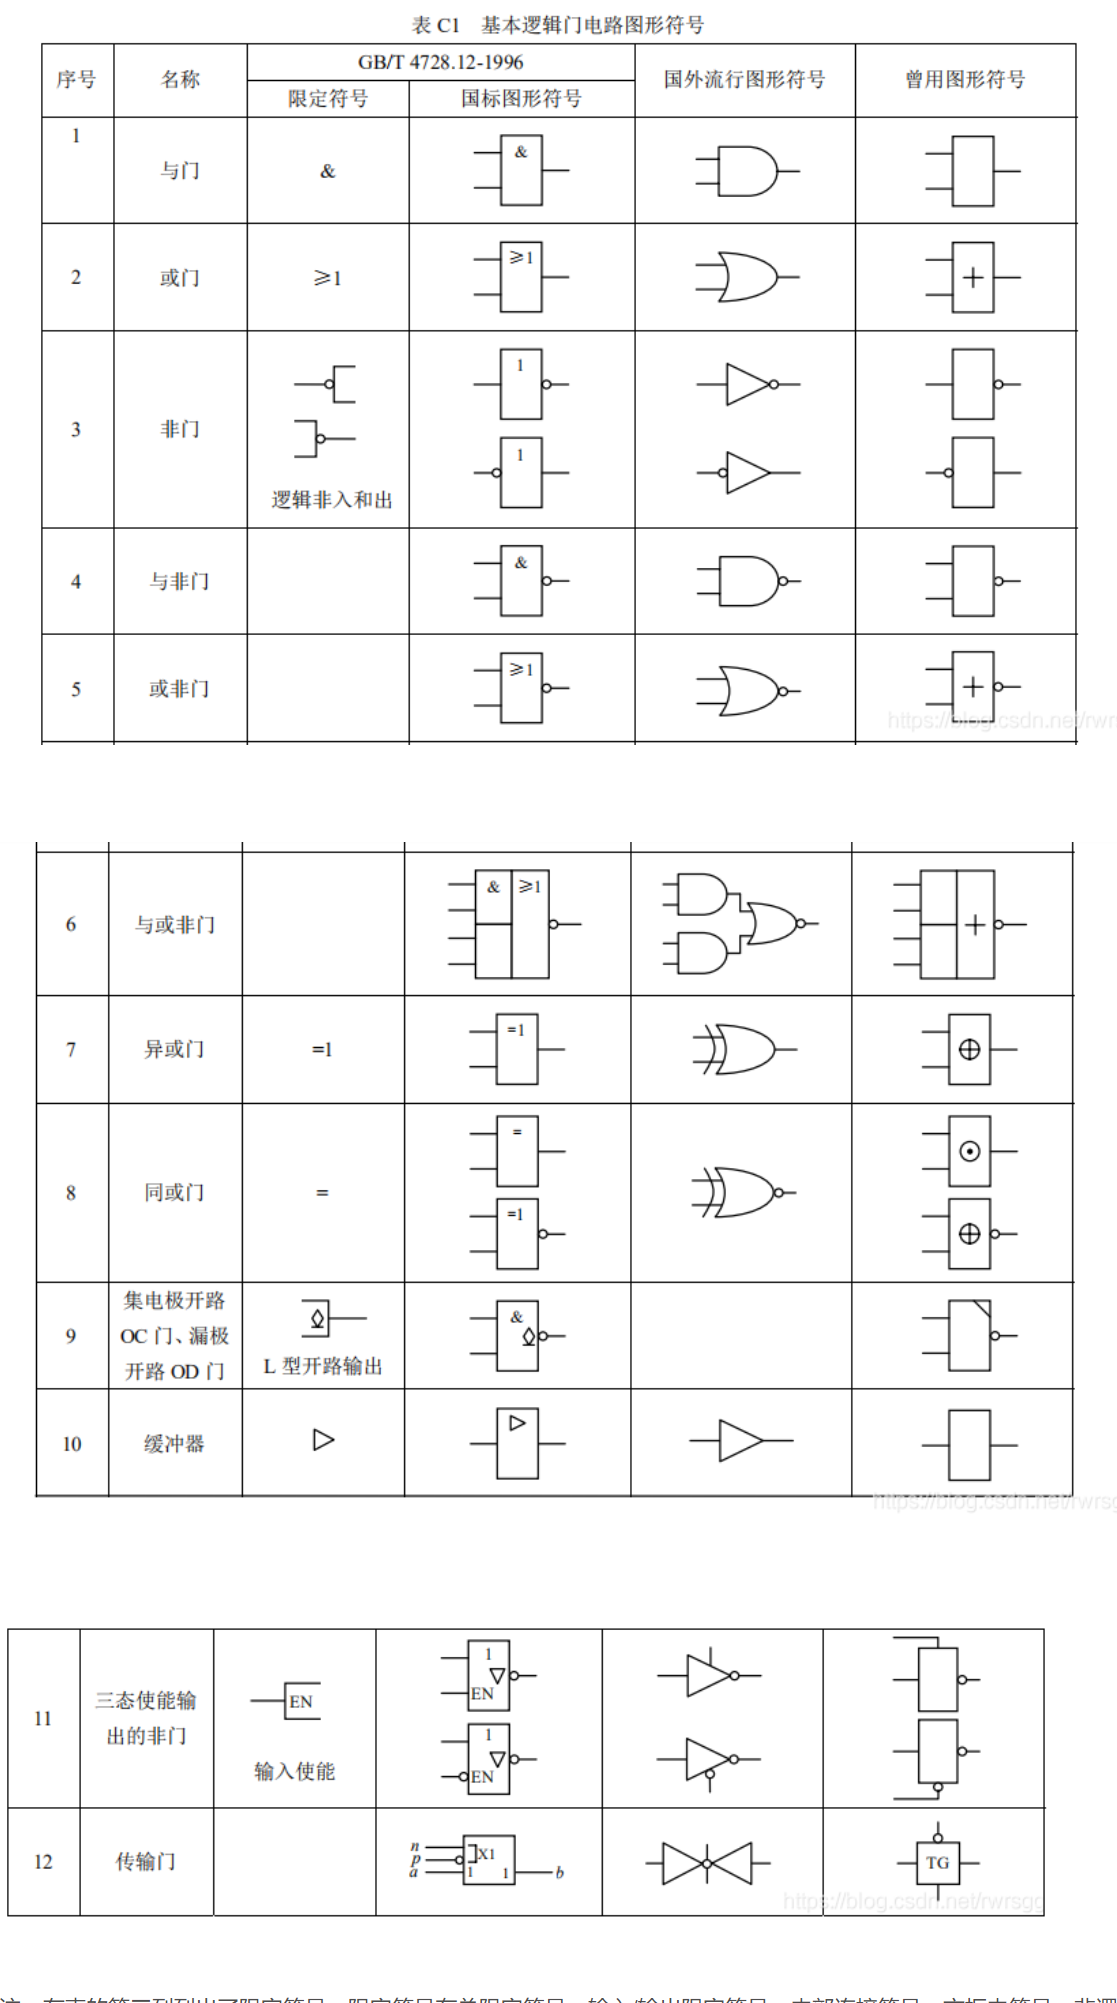 表 C1 基本逻辑门电路图形符号
序号 名称 GB/T 4728.12-1996 国外流行图形符号 曾用图形符号
限定符号 国标图形符号
1 与门 & &
2 或门 ≥1 ≥1 +
3 非门 逻辑非入和出 1 1
4 与非门 &
5 或非门 ≥1 +
https://blog.csdn.net/rwr
6 与或非门 & ≥1 +
7 异或门 =1 =1
8 同或门 = = =1
9 集电极开路 OC 门、漏极开路 OD 门 L 型开路输出 &
10 缓冲器
https://blog.csdn.net/rwrsg
11 三态使能输出的非门 EN 输入使能 1 EN 1 EN
12 传输门 n p a X1 1 1 b TG
https://blog.csdn.net/rwrsgg